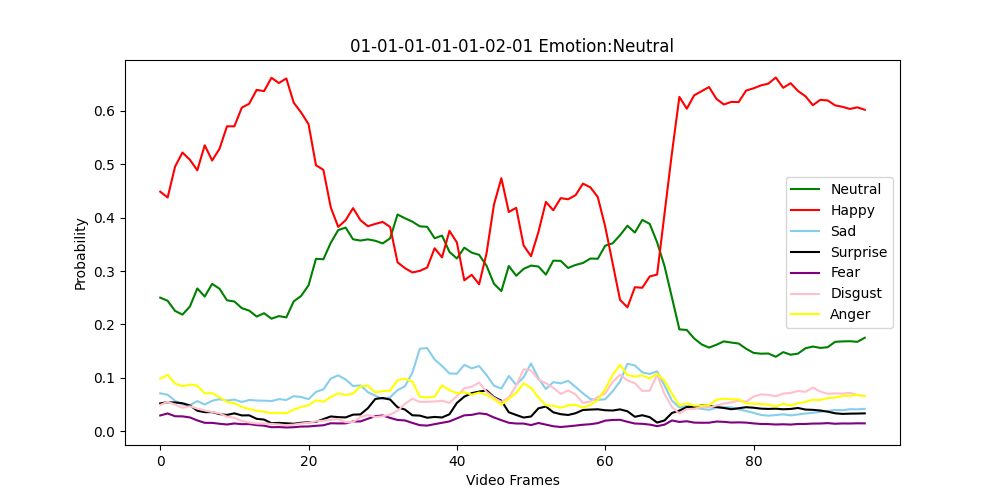 01-01-01-01-01-02-01 Emotion:Neutral
Probability
0.6
0.5
0.4
0.3
0.2
0.1
0.0
Neutral
Happy
Sad
Surprise
Fear
Disgust
Anger
0 20 40 60 80
Video Frames